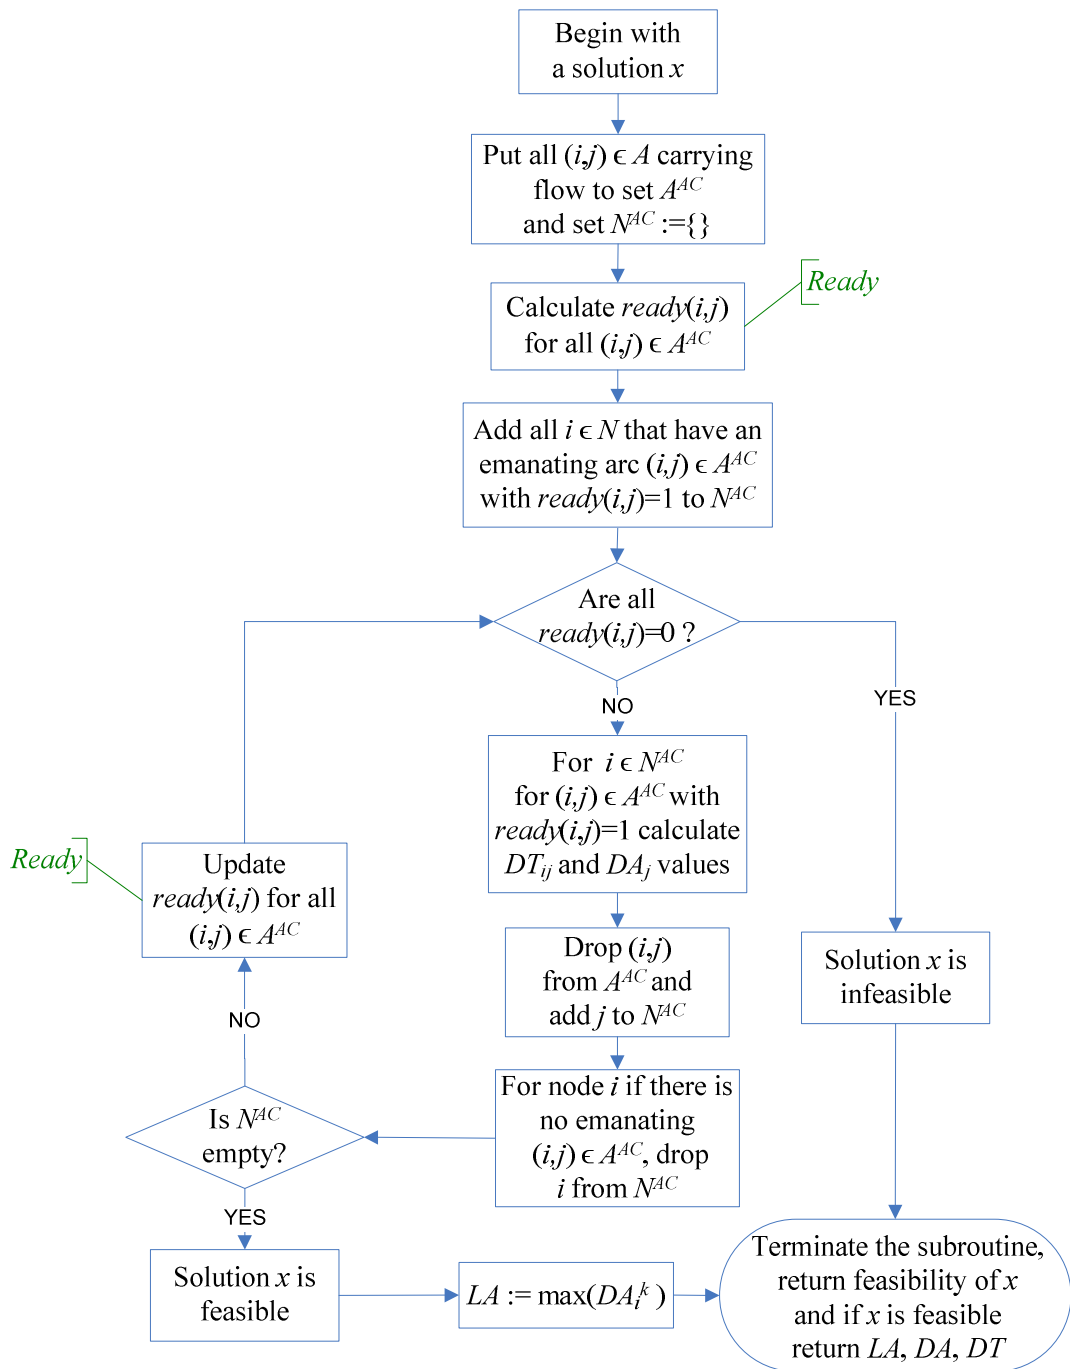 Begin with
a solution x
Put all (i,j) ϵ A carrying
flow to set A^AC
and set N^AC :={}
Ready
Calculate ready(i,j)
for all (i,j) ϵ A^AC
Add all i ϵ N that have an
emanating arc (i,j) ϵ A^AC
with ready(i,j)=1 to N^AC
Are all
ready(i,j)=0 ?
YES
NO
For i ϵ N^AC
for (i,j) ϵ A^AC with
ready(i,j)=1 calculate
DT_ij and DA_j values
Ready
Update
ready(i,j) for all
(i,j) ϵ A^AC
Drop (i,j)
from A^AC and
add j to N^AC
Solution x is
infeasible
NO
For node i if there is
no emanating
(i,j) ϵ A^AC, drop
i from N^AC
Is N^AC
empty?
YES
Solution x is
feasible
LA := max(DA_i^k )
Terminate the subroutine,
return feasibility of x
and if x is feasible
return LA, DA, DT